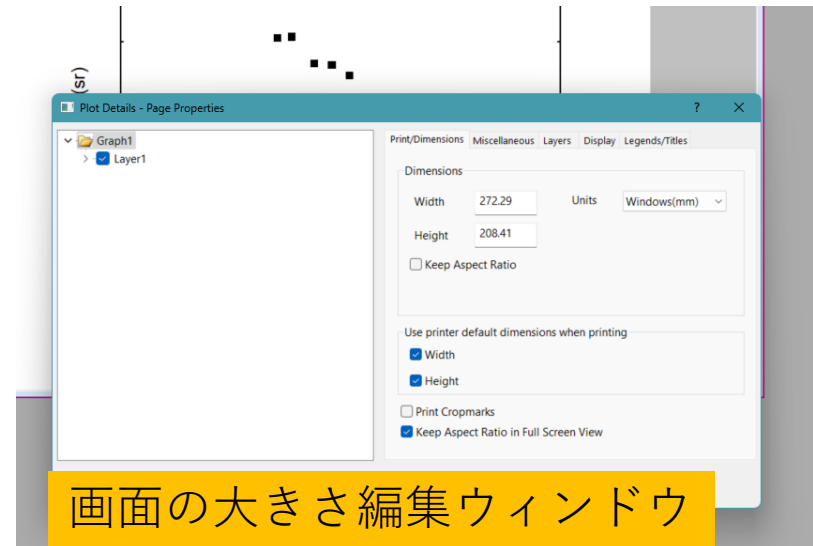 (sr)
Plot Details - Page Properties
Graph1
Layer1
Print/Dimensions Miscellaneous Layers Display Legends/Titles
Dimensions
Width 272.29 Units Windows(mm)
Height 208.41
Keep Aspect Ratio
Use printer default dimensions when printing
Width
Height
Print Cropmarks
Keep Aspect Ratio in Full Screen View
画面の大きさ編集ウィンドウ